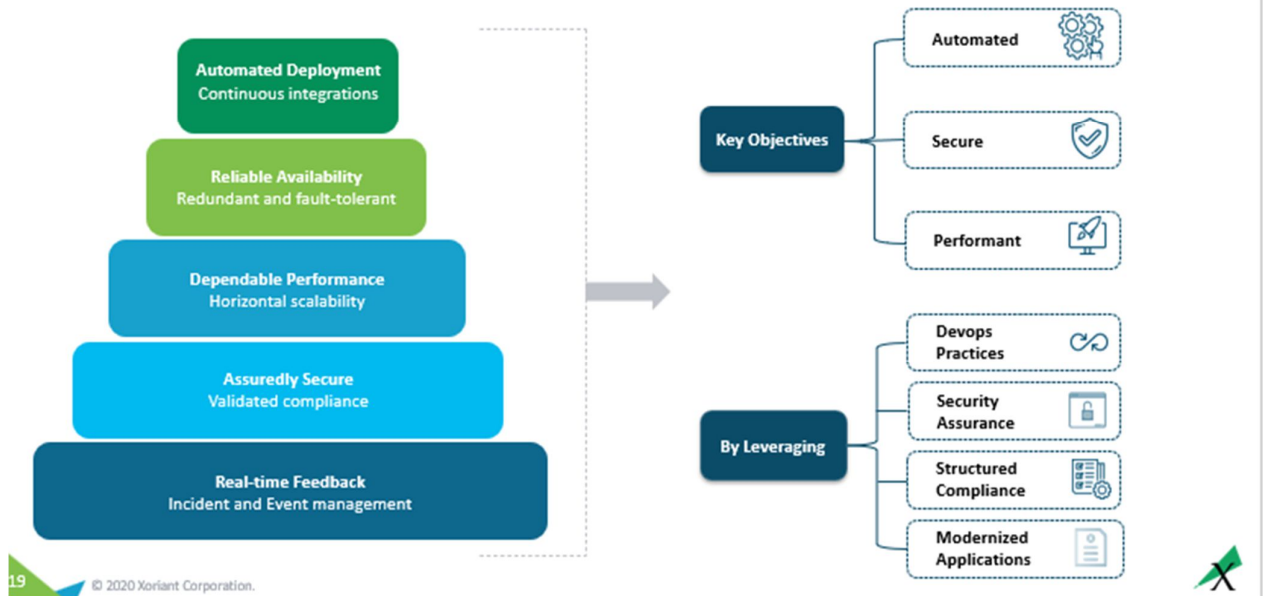 Automated Deployment
Continuous integrations
Reliable Availability
Redundant and fault-tolerant
Dependable Performance
Horizontal scalability
Assuredly Secure
Validated compliance
Real-time Feedback
Incident and Event management
Key Objectives
Automated
Secure
Performant
By Leveraging
Devops
Practices
Security
Assurance
Structured
Compliance
Modernized
Applications
19
© 2020 Xoriant Corporation.
X